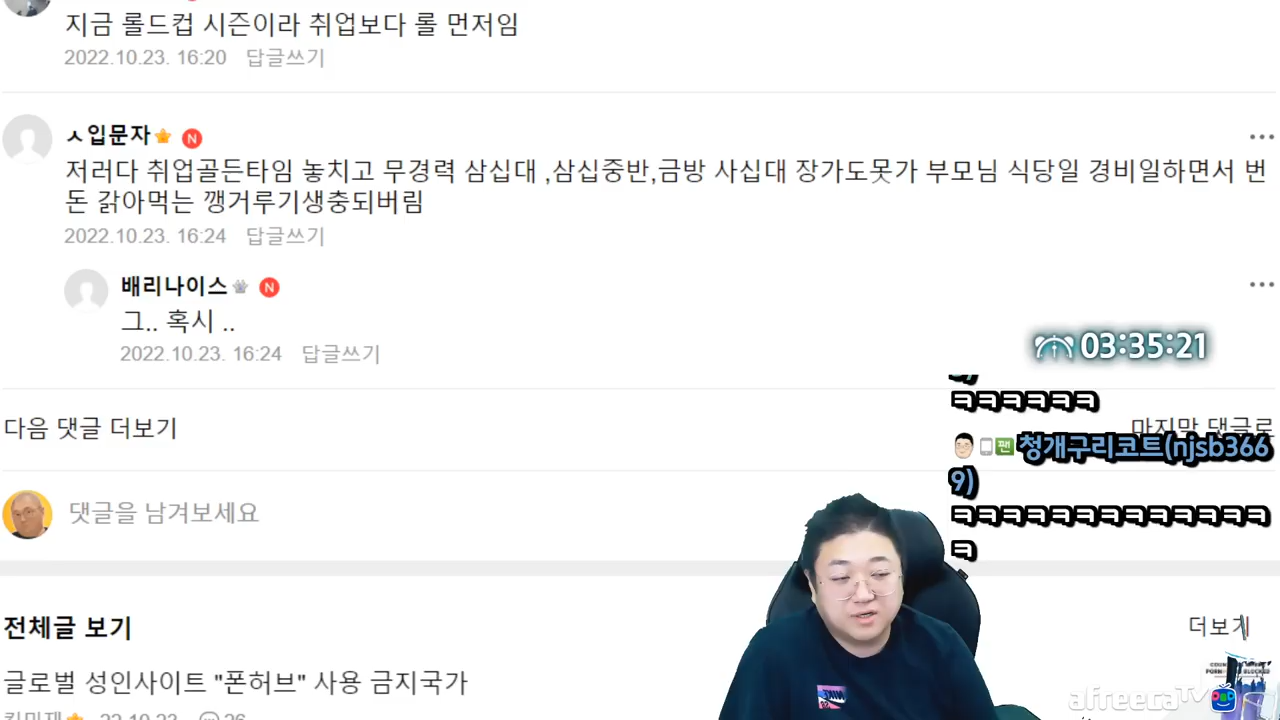 지금 롤드컵 시즌이라 취업보다 롤 먼저임
2022.10.23. 16:20 답글쓰기
ㅅ입문자 N
저러다 취업골든타임 놓치고 무경력 삼십대 ,삼십중반,금방 사십대 장가도못가 부모님 식당일 경비일하면서 번
돈 갉아먹는 깽거루기생충되버림
2022.10.23. 16:24 답글쓰기
배리나이스 N
그.. 혹시 ..
2022.10.23. 16:24 답글쓰기
03:35:21
ㅋㅋㅋㅋㅋㅋ
다음 댓글 더보기
마지막 댓글로
팬 청개구리코트(njsb366
9)
ㅋㅋㅋㅋㅋㅋㅋㅋㅋㅋㅋㅋㅋ
ㅋ
댓글을 남겨보세요
전체글 보기
더보기
글로벌 성인사이트 "폰허브" 사용 금지국가
22.10.23 26
afreecaTV